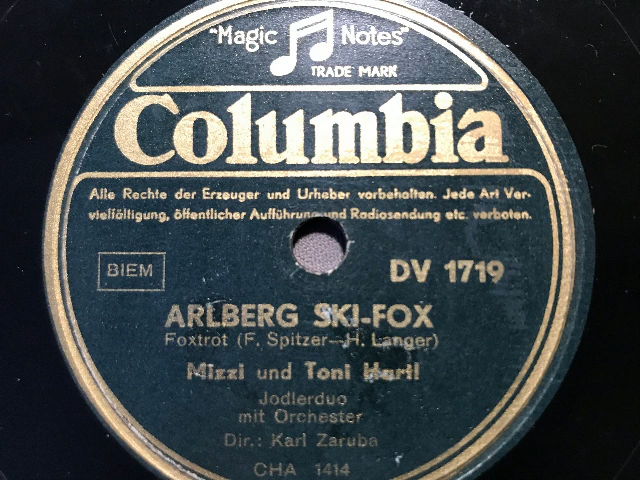 "Magic Notes"
TRADE MARK
Columbia
Alle Rechte der Erzeuger und Urheber vorbehalten. Jede Art Ver-
vielfältigung, öffentlicher Aufführung und Radiosendung etc. verboten.
BIEM
DV 1719
ARLBERG SKI-FOX
Foxtrot (F. Spitzer—H. Langer)
Mizzi und Toni Hartl
Jodlerduo
mit Orchester
Dir.: Karl Zaruba
CHA 1414